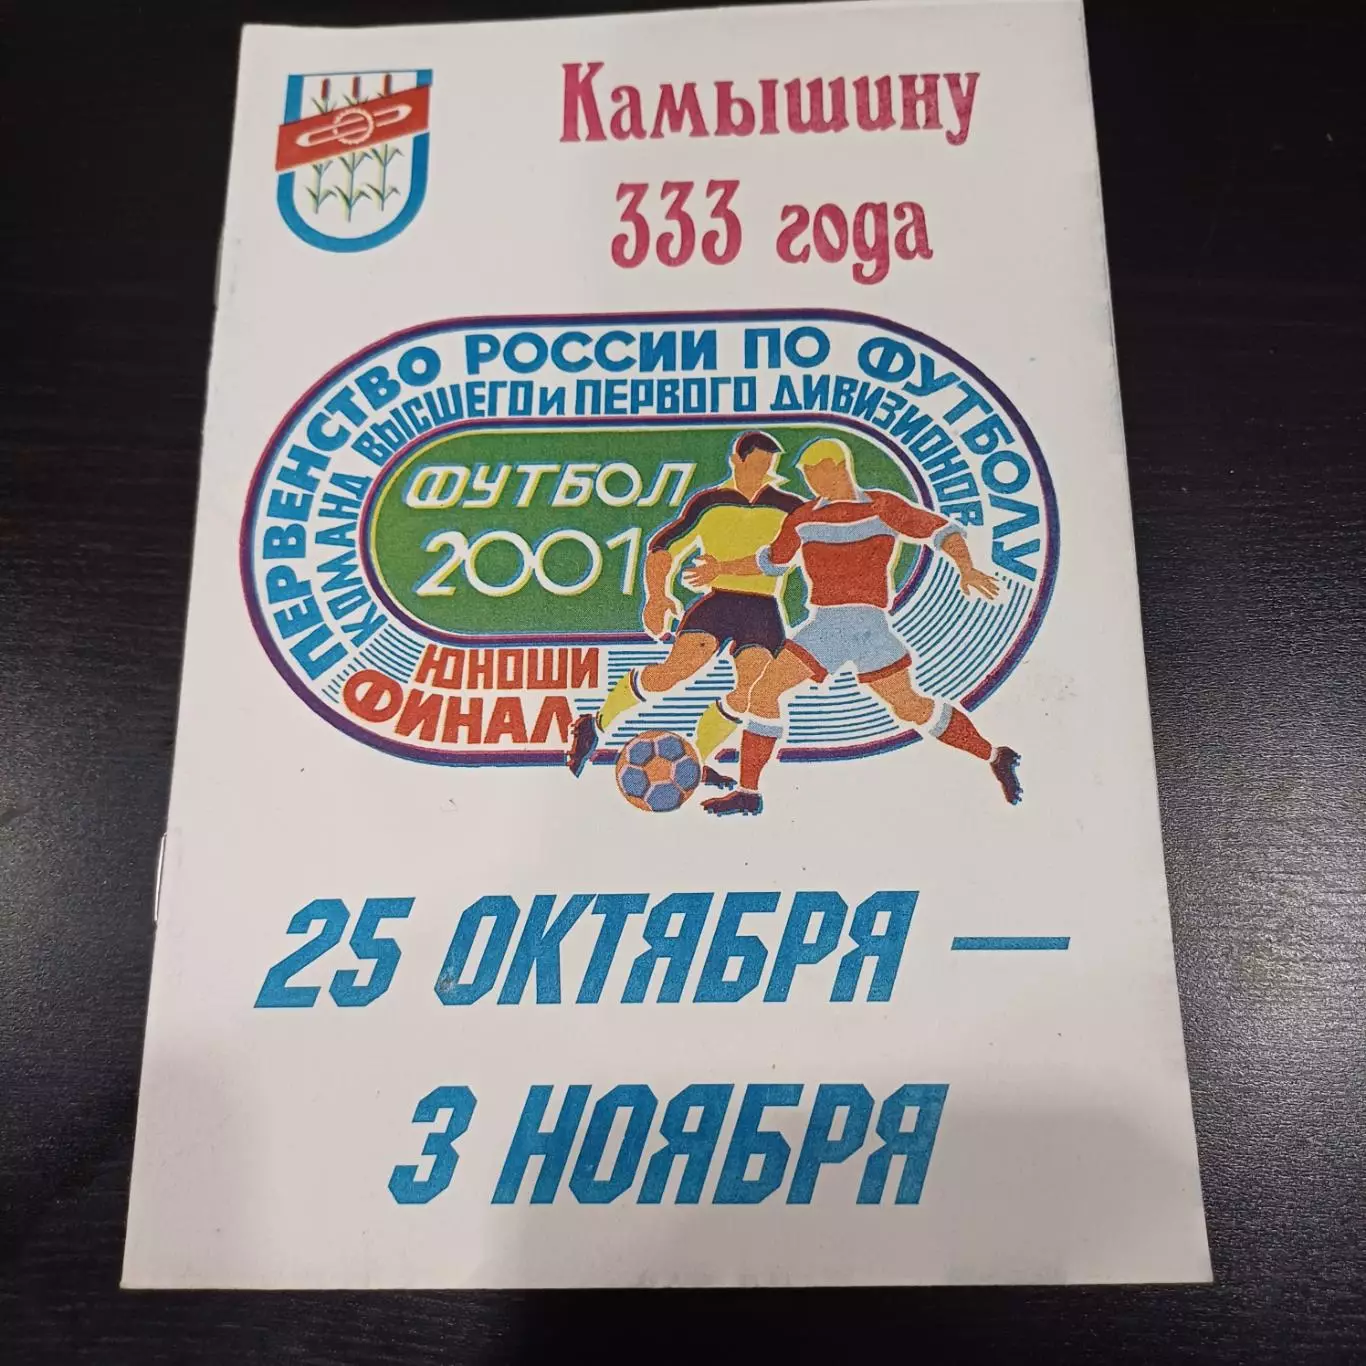 Камышину
333 года
ПЕРВЕНСТВО РОССИИ ПО ФУТБОЛУ
КОМАНД ВЫСШЕГО И ПЕРВОГО ДИВИЗИОНОВ
ФУТБОЛ
2001
ЮНОШИ
ФИНАЛ
25 ОКТЯБРЯ —
3 НОЯБРЯ